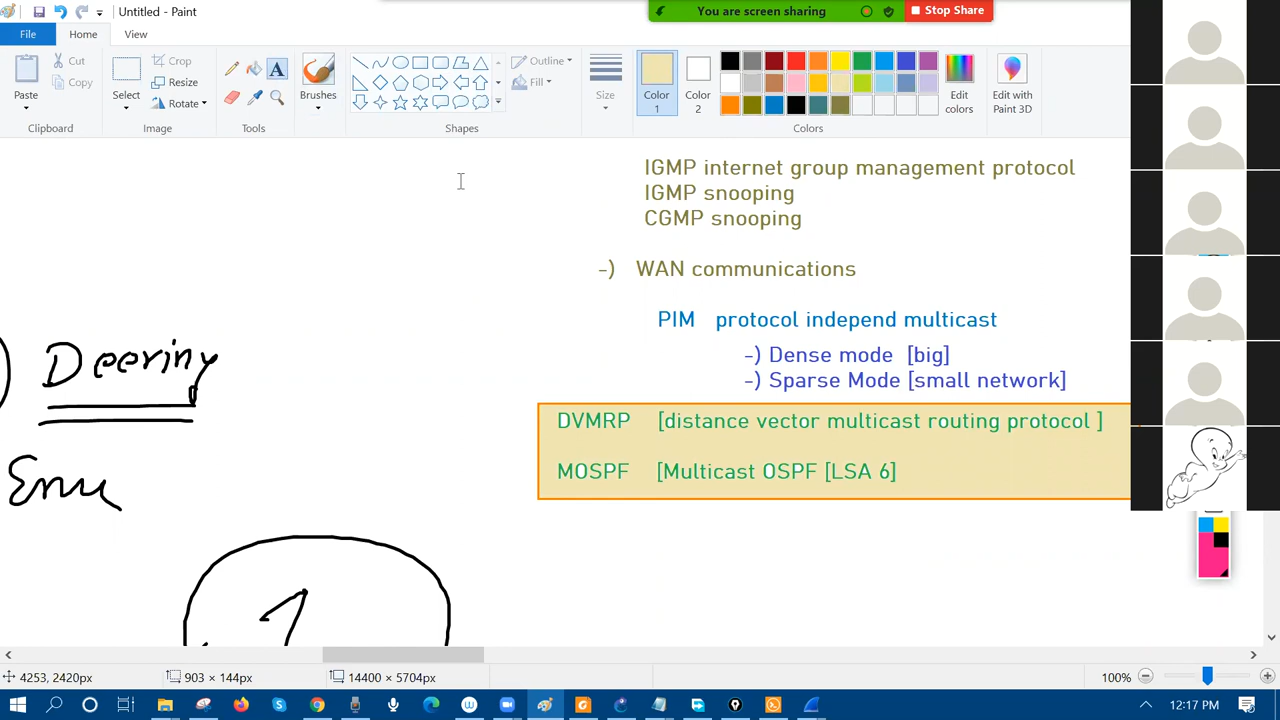 Untitled - Paint
You are screen sharing
Stop Share
File
Home
View
Paste
Cut
Copy
Clipboard
Select
Crop
Resize
Rotate
Image
Tools
Brushes
Outline
Fill
Shapes
Size
Color 1
Color 2
Edit colors
Edit with Paint 3D
Colors
IGMP internet group management protocol
IGMP snooping
CGMP snooping
-) WAN communications
PIM protocol independ multicast
-) Dense mode [big]
-) Sparse Mode [small network]
DVMRP [distance vector multicast routing protocol ]
MOSPF [Multicast OSPF [LSA 6]
) Deeriny
1
4253, 2420px
903 × 144px
14400 × 5704px
100%
12:17 PM